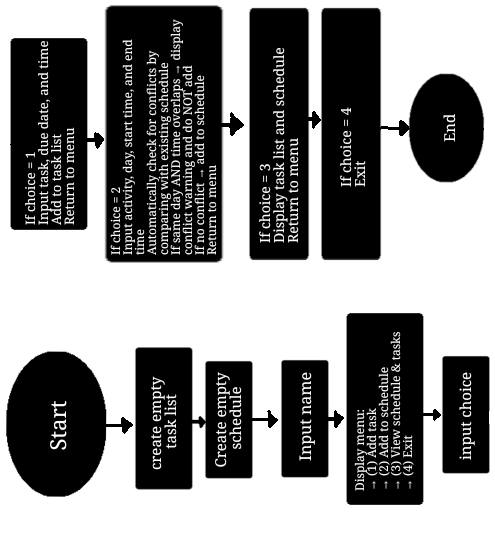 Start
create empty
task list
Create empty
schedule
Input name
Display menu:
→ (1) Add task
→ (2) Add to schedule
→ (3) View schedule & tasks
→ (4) Exit
input choice
If choice = 1
Input task, due date, and time
Add to task list
Return to menu
If choice = 2
Input activity, day, start time, and end
time
Automatically check for conflicts by
comparing with existing schedule
If same day AND time overlaps → display
conflict warning and do NOT add
If no conflict → add to schedule
Return to menu
If choice = 3
Display task list and schedule
Return to menu
If choice = 4
Exit
End